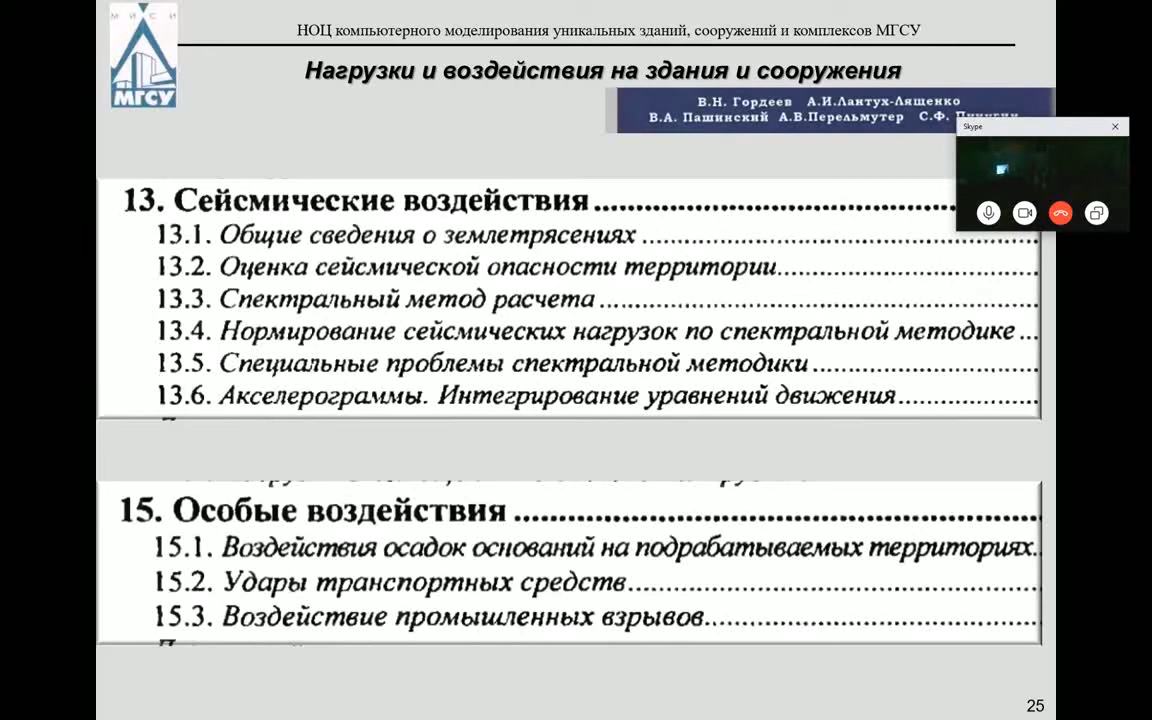 МИСИ
НОЦ компьютерного моделирования уникальных зданий, сооружений и комплексов МГСУ
МГСУ
Нагрузки и воздействия на здания и сооружения
В.Н. Гордеев А.И.Лантух-Лященко
В.А. Пашинский А.В.Перельмутер С.Ф.
Skype
13. Сейсмические воздействия
13.1. Общие сведения о землетрясениях
13.2. Оценка сейсмической опасности территории
13.3. Спектральный метод расчета
13.4. Нормирование сейсмических нагрузок по спектральной методике
13.5. Специальные проблемы спектральной методики
13.6. Акселерограммы. Интегрирование уравнений движения
15. Особые воздействия
15.1. Воздействия осадок оснований на подрабатываемых территориях
15.2. Удары транспортных средств
15.3. Воздействие промышленных взрывов
25